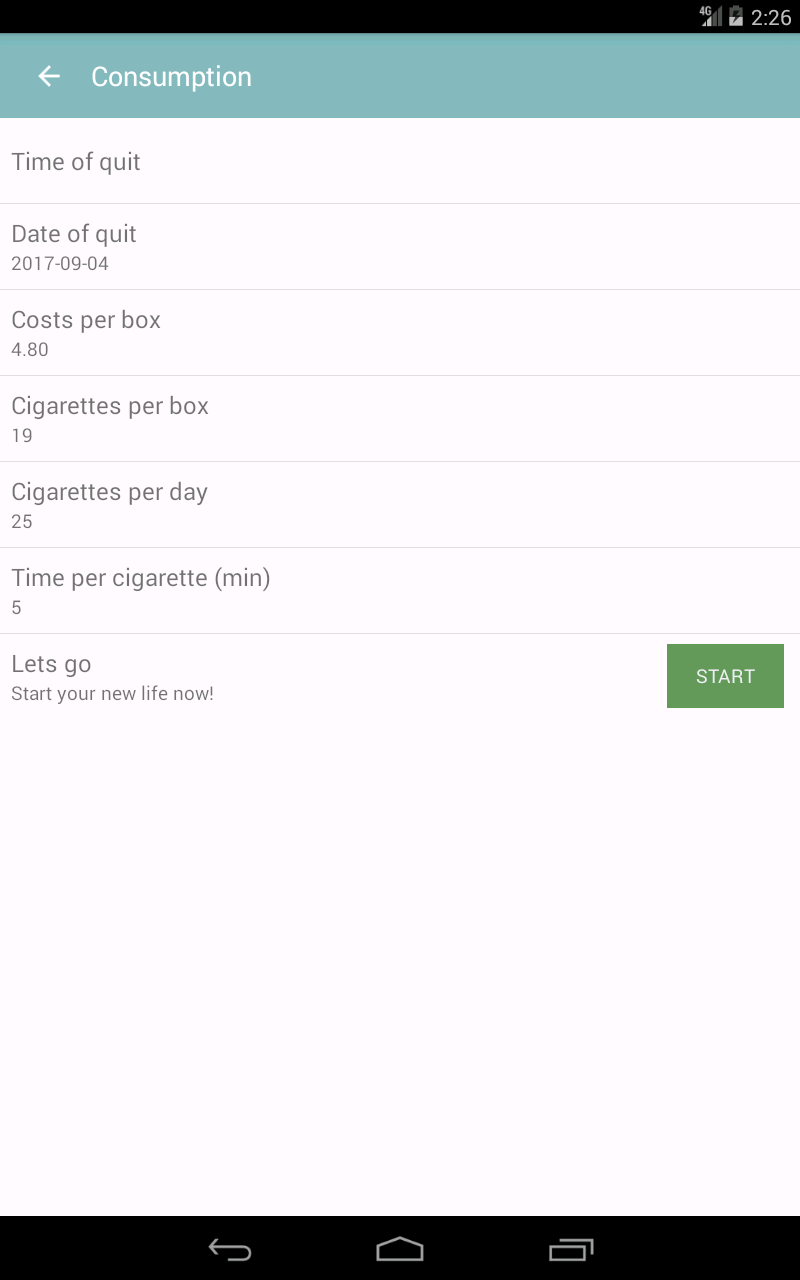 4G 2:26
Consumption
Time of quit
Date of quit
2017-09-04
Costs per box
4.80
Cigarettes per box
19
Cigarettes per day
25
Time per cigarette (min)
5
Lets go
Start your new life now!
START